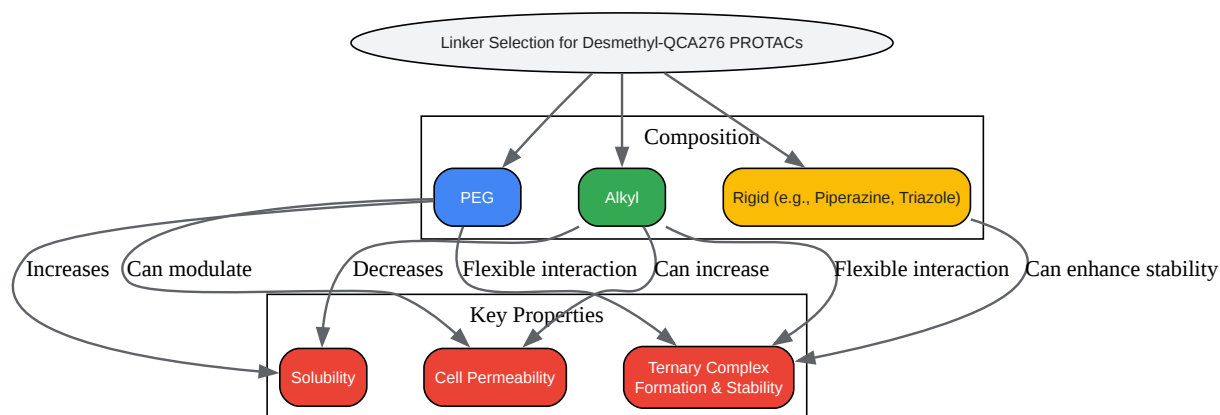 Linker Selection for Desmethyl-QCA276 PROTACs
Composition
PEG
Alkyl
Rigid (e.g., Piperazine, Triazole)
Increases
Can modulate
Decreases
Flexible interaction
Can increase
Flexible interaction
Can enhance stability
Key Properties
Solubility
Cell Permeability
Ternary Complex
Formation & Stability